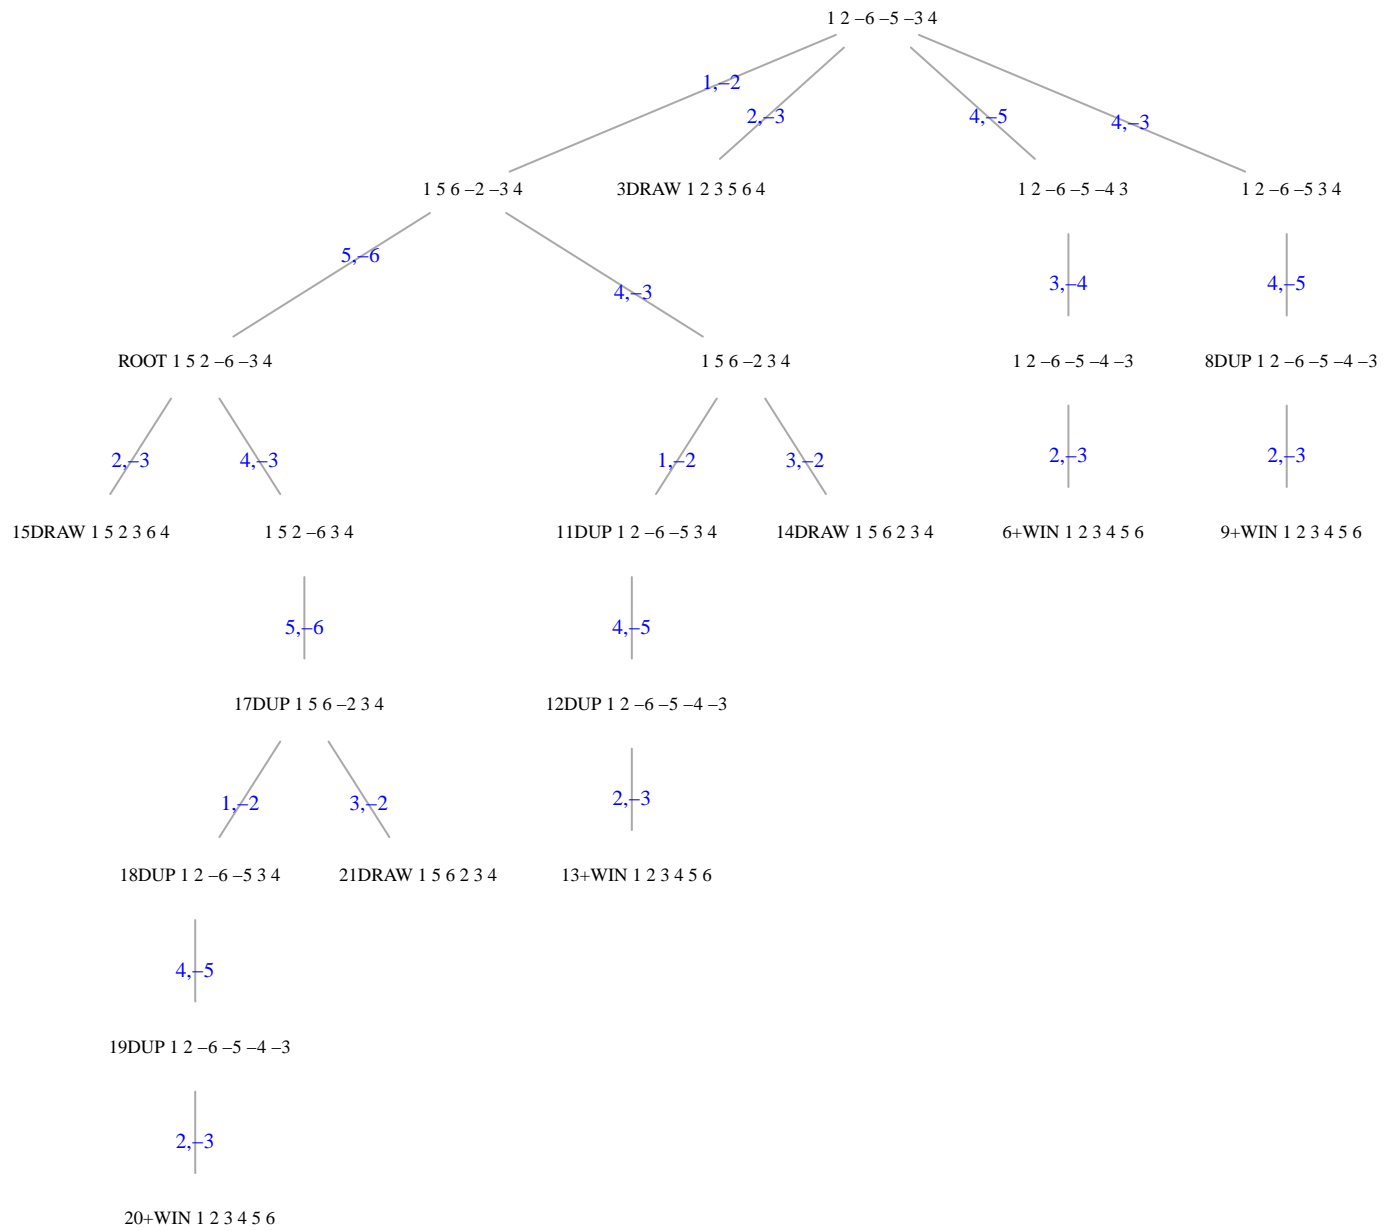 1 2 –6 –5 –3 4
1,–2
2,–3
4,–5
4,–3
1 5 6 –2 –3 4
3DRAW 1 2 3 5 6 4
1 2 –6 –5 –4 3
1 2 –6 –5 3 4
5,–6
4,–3
3,–4
4,–5
ROOT 1 5 2 –6 –3 4
1 5 6 –2 3 4
1 2 –6 –5 –4 –3
8DUP 1 2 –6 –5 –4 –3
2,–3
4,–3
1,–2
3,–2
2,–3
2,–3
15DRAW 1 5 2 3 6 4
1 5 2 –6 3 4
11DUP 1 2 –6 –5 3 4
14DRAW 1 5 6 2 3 4
6+WIN 1 2 3 4 5 6
9+WIN 1 2 3 4 5 6
5,–6
4,–5
17DUP 1 5 6 –2 3 4
12DUP 1 2 –6 –5 –4 –3
1,–2
3,–2
2,–3
18DUP 1 2 –6 –5 3 4
21DRAW 1 5 6 2 3 4
13+WIN 1 2 3 4 5 6
4,–5
19DUP 1 2 –6 –5 –4 –3
2,–3
20+WIN 1 2 3 4 5 6